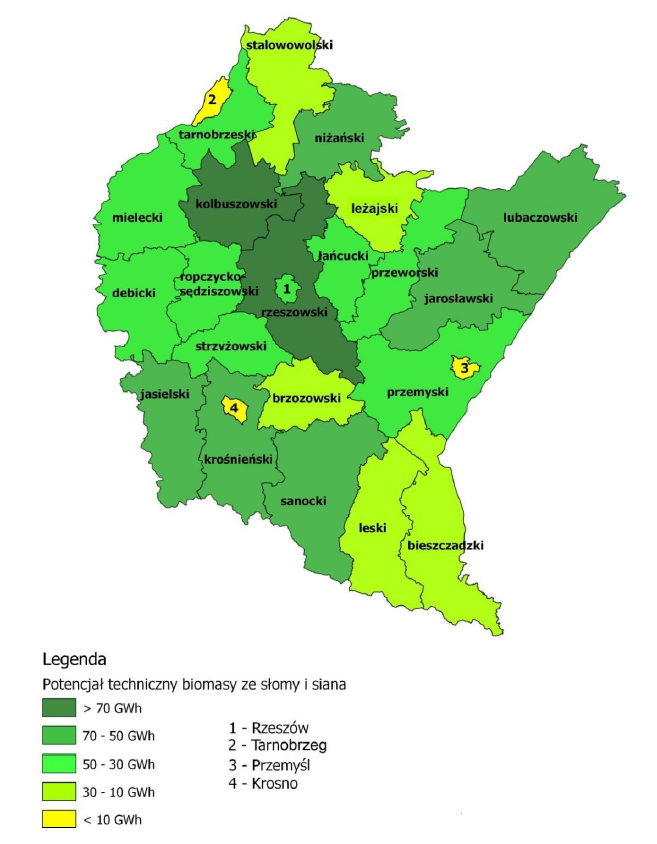 stalowowolski
2
tarnobrzeski
niżański
kolbuszowski
leżajski
mielecki
lubaczowski
łańcucki
ropczycko-
sędziszowski
przeworski
debicki
1
jarosławski
rzeszowski
strzyżowski
3
jasielski
przemyski
brzozowski
4
krośnieński
sanocki
leski
bieszczadzki
Legenda
Potencjał techniczny biomasy ze słomy i siana
> 70 GWh
70 - 50 GWh
50 - 30 GWh
30 - 10 GWh
< 10 GWh
1 - Rzeszów
2 - Tarnobrzeg
3 - Przemyśl
4 - Krosno